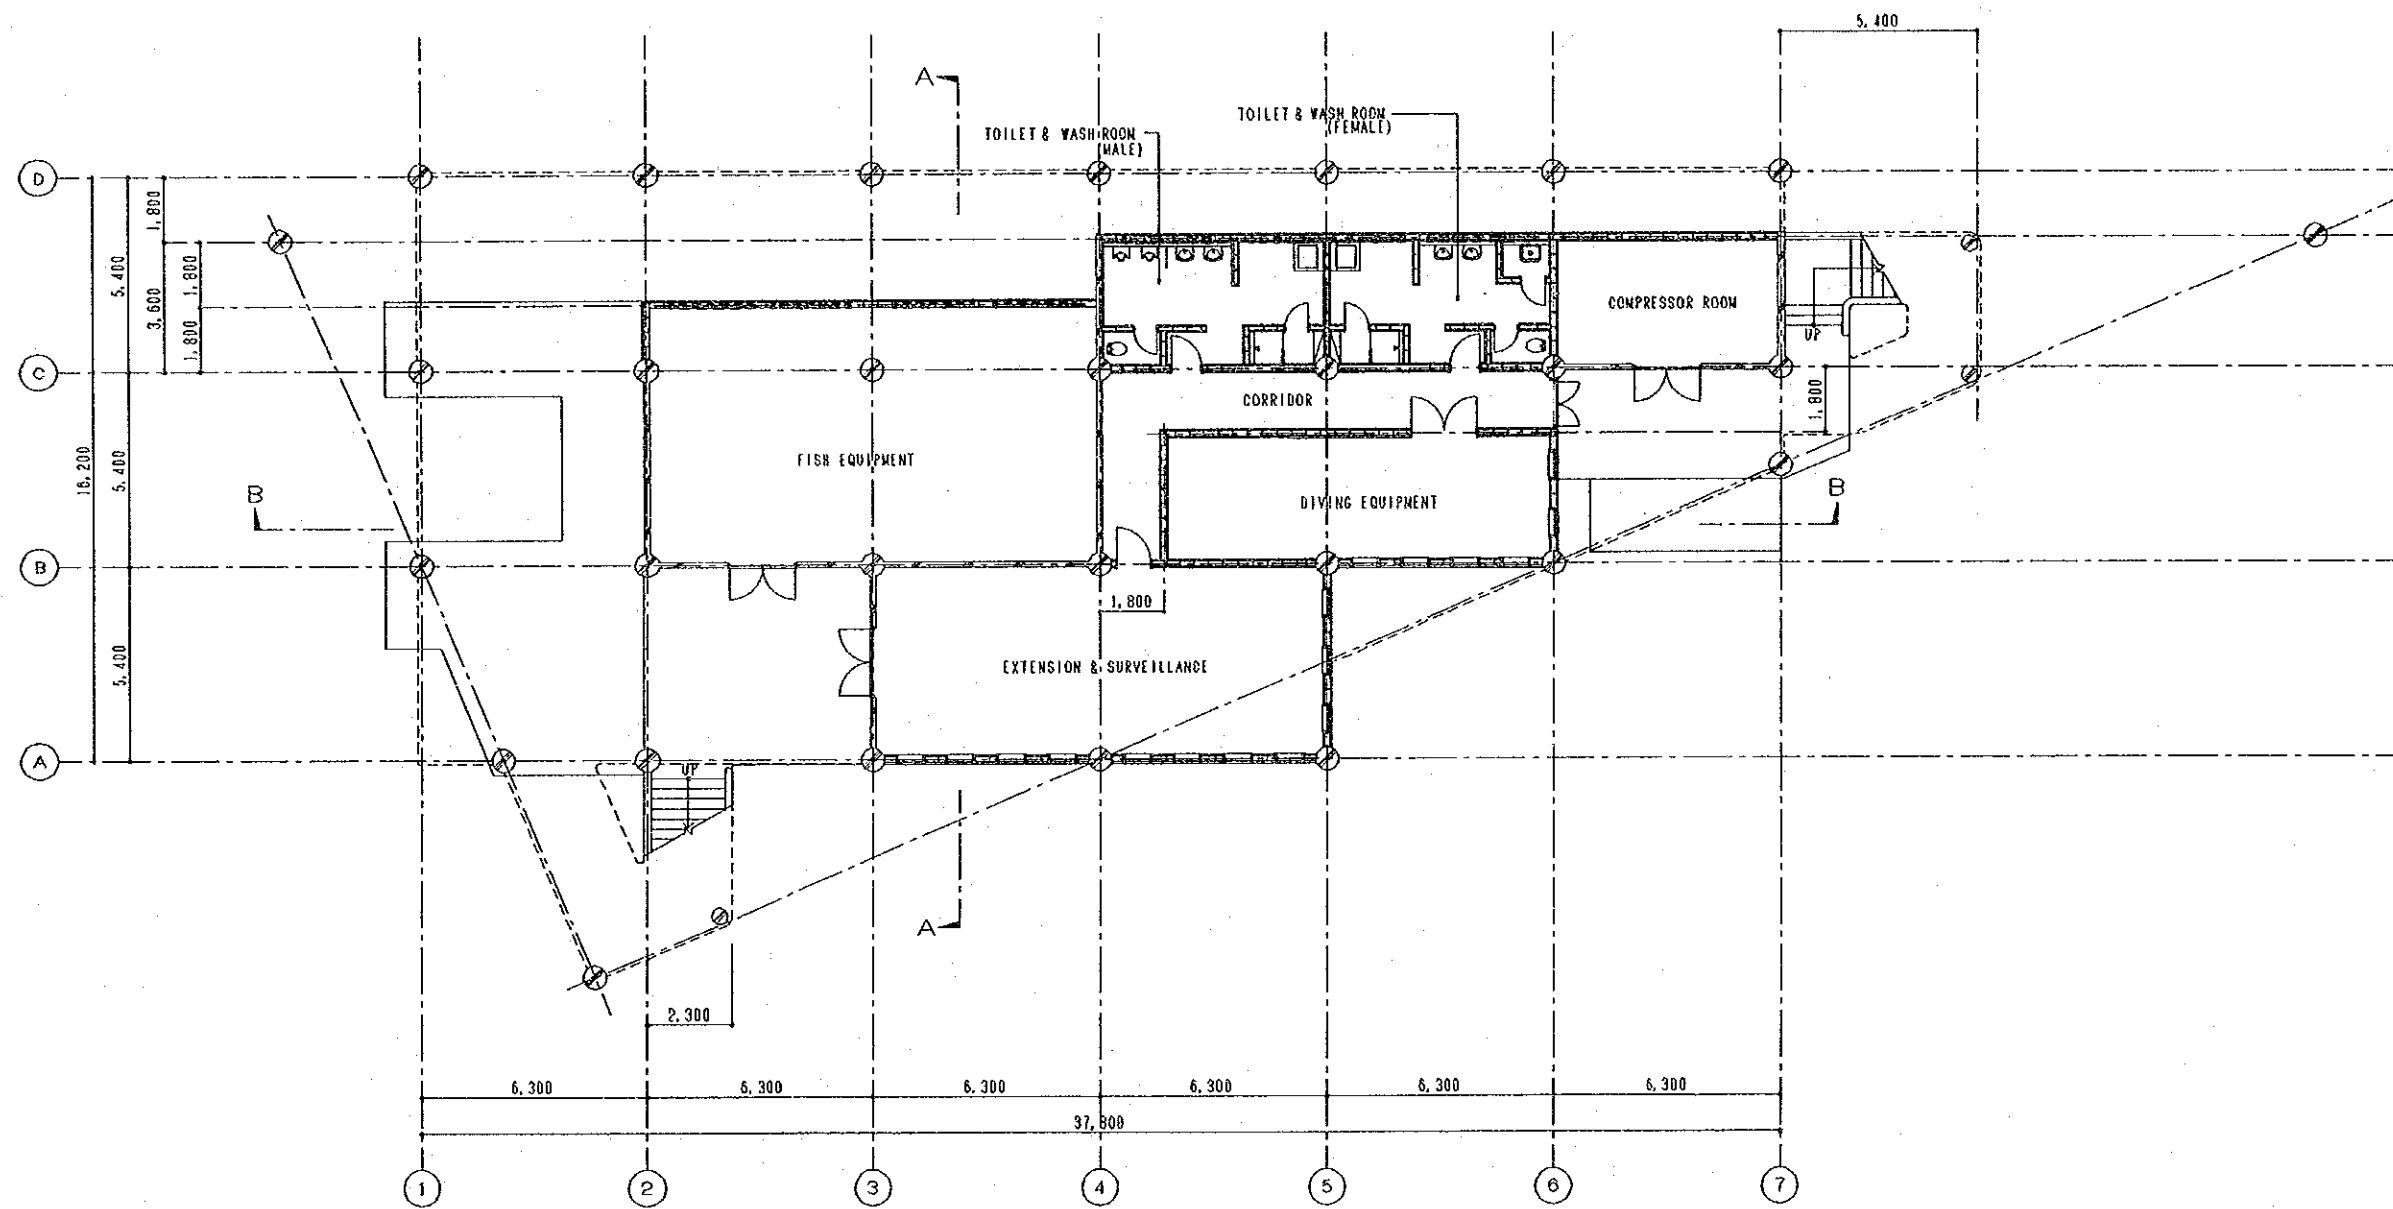 5,400
A
TOILET & WASH ROOM
(MALE)
TOILET & WASH ROOM
(FEMALE)
D
1,800
5,400
3,600
1,800
1,800
COMPRESSOR ROOM
UP
C
CORRIDOR
1,800
16,200
5,400
FISH EQUIPMENT
B
DIVING EQUIPMENT
B
B
1,800
5,400
EXTENSION & SURVEILLANCE
A
UP
A
2,300
6,300
6,300
6,300
6,300
6,300
6,300
37,800
1
2
3
4
5
6
7